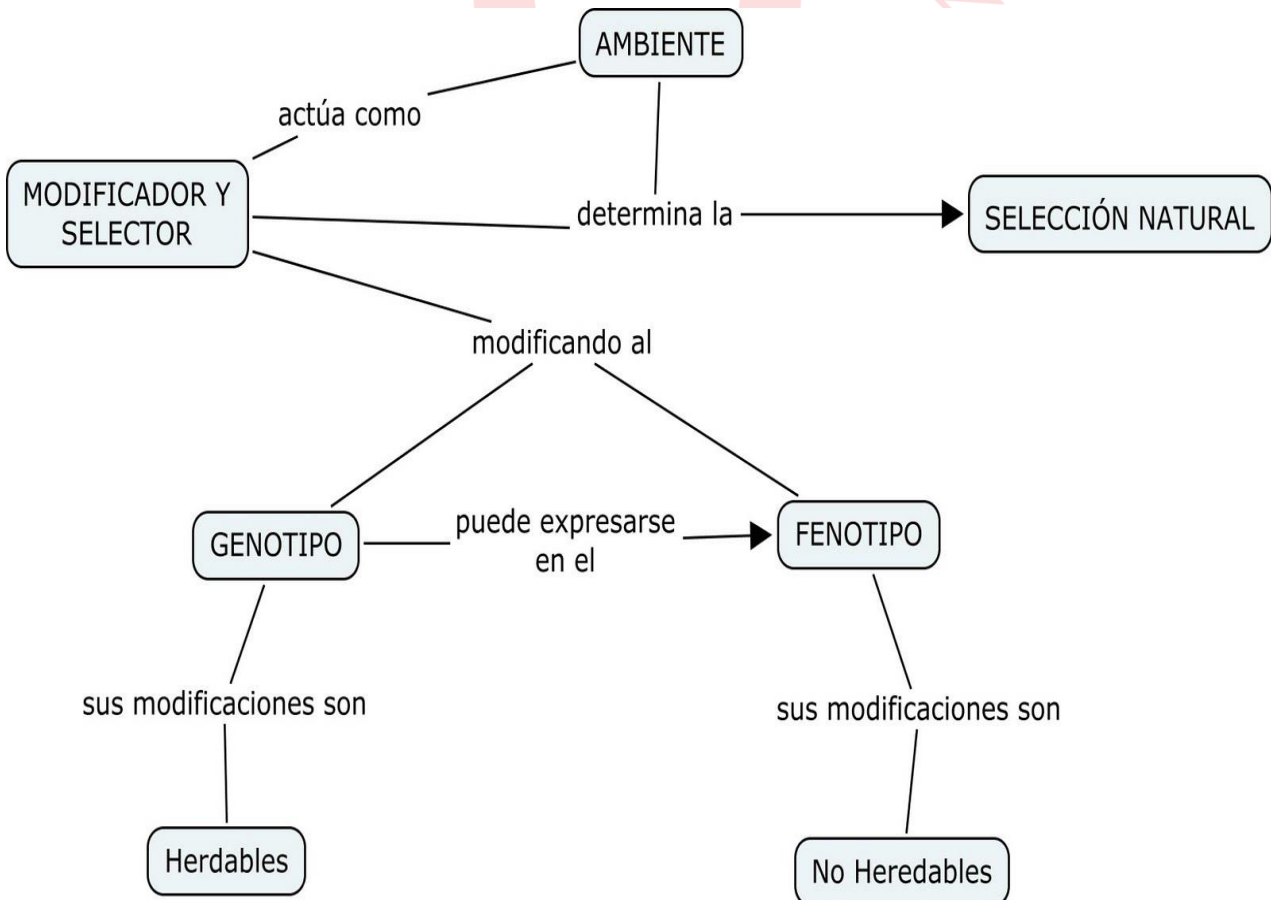 AMBIENTE
actúa como
MODIFICADOR Y
SELECTOR
determina la
SELECCIÓN NATURAL
modificando al
GENOTIPO
puede expresarse
en el
FENOTIPO
sus modificaciones son
sus modificaciones son
Herdables
No Heredables